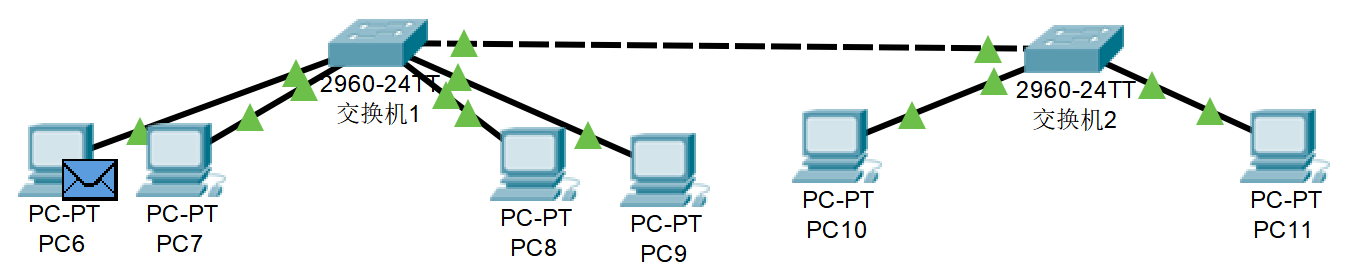 2960-24TT
交换机1
2960-24TT
交换机2
PC-PT
PC6
PC-PT
PC7
PC-PT
PC8
PC-PT
PC9
PC-PT
PC10
PC-PT
PC11